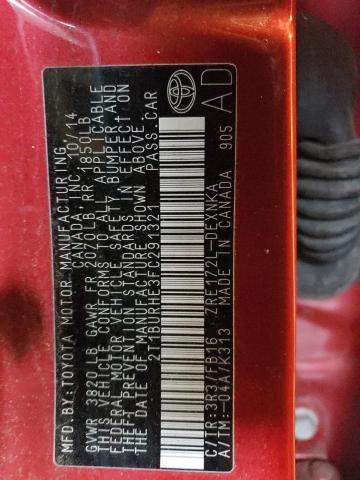 MFD. BY: TOYOTA MOTOR MANUFACTURING
CANADA, INC. 10/14
GVWR 3820 LB GAWR FR 2020LB RR 1850LB
THIS VEHICLE CONFORMS TO ALL APPLICABLE
FEDERAL MOTOR VEHICLE SAFETY, BUMPER, AND
THEFT PREVENTION STANDARDS IN EFFECT ON
THE DATE OF MANUFACTURE SHOWN ABOVE.
2T1BURHE3FC291321 PASS. CAR
C/TR: 3R3/FB16 ZRE172L-DEXNKA
A/TM: -04A/K313 MADE IN CANADA 905
AD